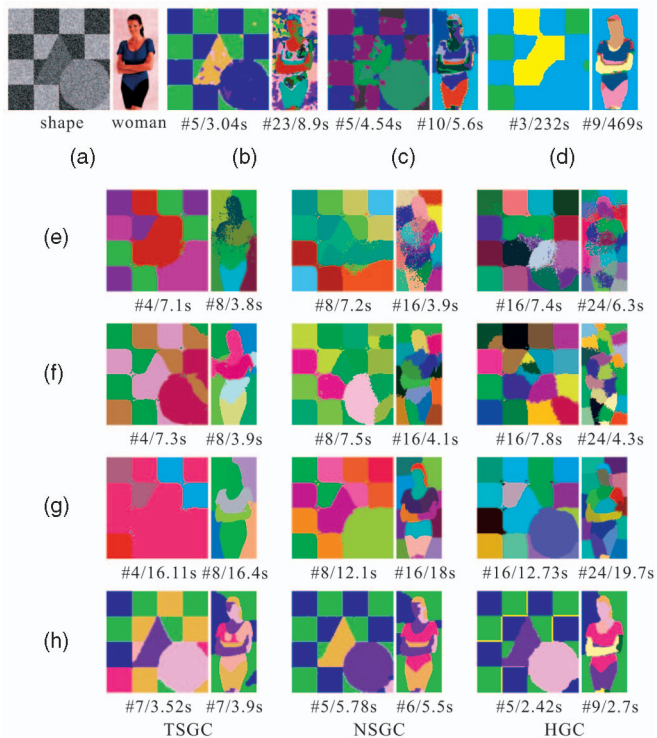 shape woman #5/3.04s #23/8.9s #5/4.54s #10/5.6s #3/232s #9/469s
(a) (b) (c) (d)
(e)
#4/7.1s #8/3.8s #8/7.2s #16/3.9s #16/7.4s #24/6.3s
(f)
#4/7.3s #8/3.9s #8/7.5s #16/4.1s #16/7.8s #24/4.3s
(g)
#4/16.11s #8/16.4s #8/12.1s #16/18s #16/12.73s #24/19.7s
(h)
#7/3.52s #7/3.9s #5/5.78s #6/5.5s #5/2.42s #9/2.7s
TSGC NSGC HGC